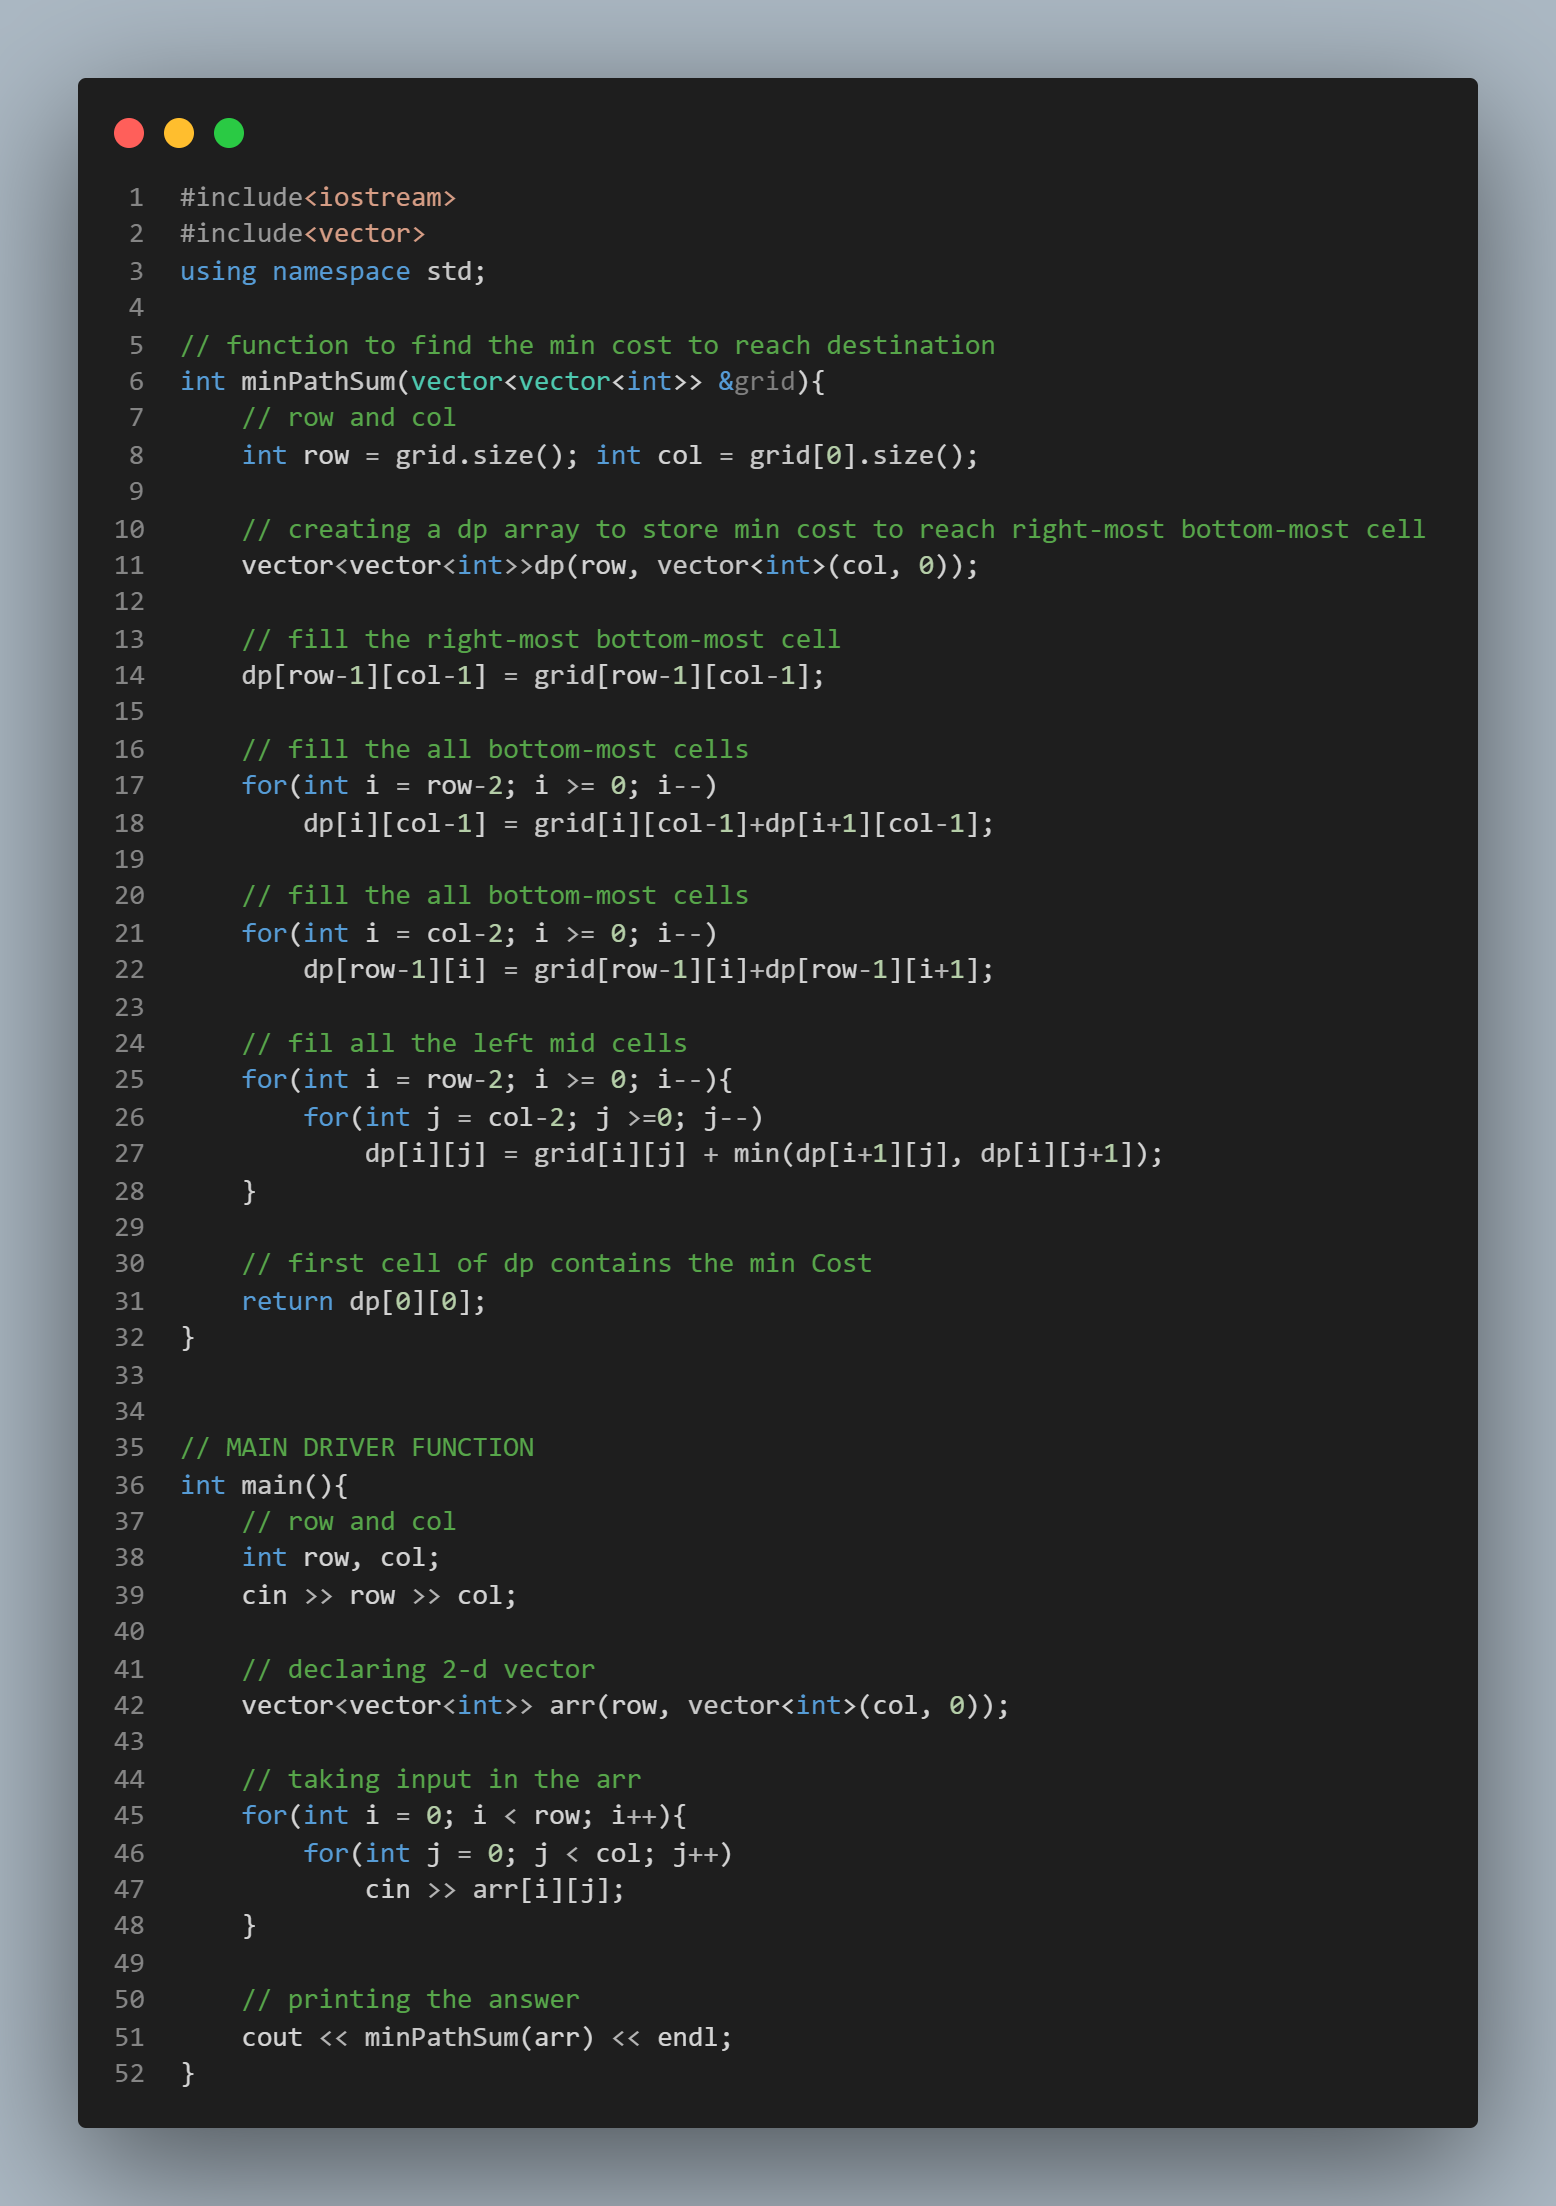 1 #include<iostream>
2 #include<vector>
3 using namespace std;
4
5 // function to find the min cost to reach destination
6 int minPathSum(vector<vector<int>> &grid){
7     // row and col
8     int row = grid.size(); int col = grid[0].size();
9
10     // creating a dp array to store min cost to reach right-most bottom-most cell
11     vector<vector<int>>dp(row, vector<int>(col, 0));
12
13     // fill the right-most bottom-most cell
14     dp[row-1][col-1] = grid[row-1][col-1];
15
16     // fill the all bottom-most cells
17     for(int i = row-2; i >= 0; i--)
18         dp[i][col-1] = grid[i][col-1]+dp[i+1][col-1];
19
20     // fill the all bottom-most cells
21     for(int i = col-2; i >= 0; i--)
22         dp[row-1][i] = grid[row-1][i]+dp[row-1][i+1];
23
24     // fil all the left mid cells
25     for(int i = row-2; i >= 0; i--){
26         for(int j = col-2; j >=0; j--)
27             dp[i][j] = grid[i][j] + min(dp[i+1][j], dp[i][j+1]);
28     }
29
30     // first cell of dp contains the min Cost
31     return dp[0][0];
32 }
33
34
35 // MAIN DRIVER FUNCTION
36 int main(){
37     // row and col
38     int row, col;
39     cin >> row >> col;
40
41     // declaring 2-d vector
42     vector<vector<int>> arr(row, vector<int>(col, 0));
43
44     // taking input in the arr
45     for(int i = 0; i < row; i++){
46         for(int j = 0; j < col; j++)
47             cin >> arr[i][j];
48     }
49
50     // printing the answer
51     cout << minPathSum(arr) << endl;
52 }